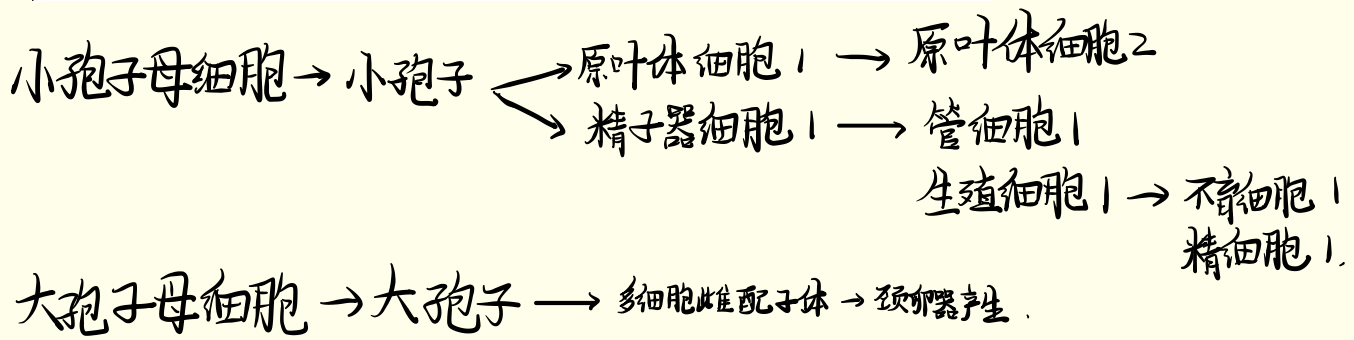 小孢子母细胞→小孢子 原叶体细胞1→原叶体细胞2
精子器细胞1→管细胞1
生殖细胞1→不育细胞1
精细胞1.
大孢子母细胞→大孢子→多细胞雌配子体→颈卵器产生.